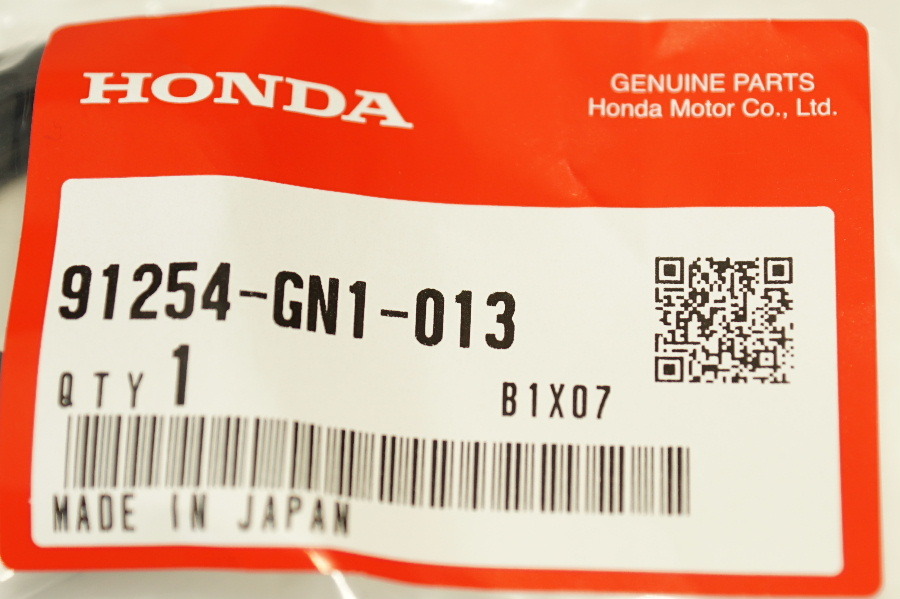 HONDA
GENUINE PARTS
Honda Motor Co., Ltd.
91254-GN1-013
QTY 1
B1X07
MADE IN JAPAN